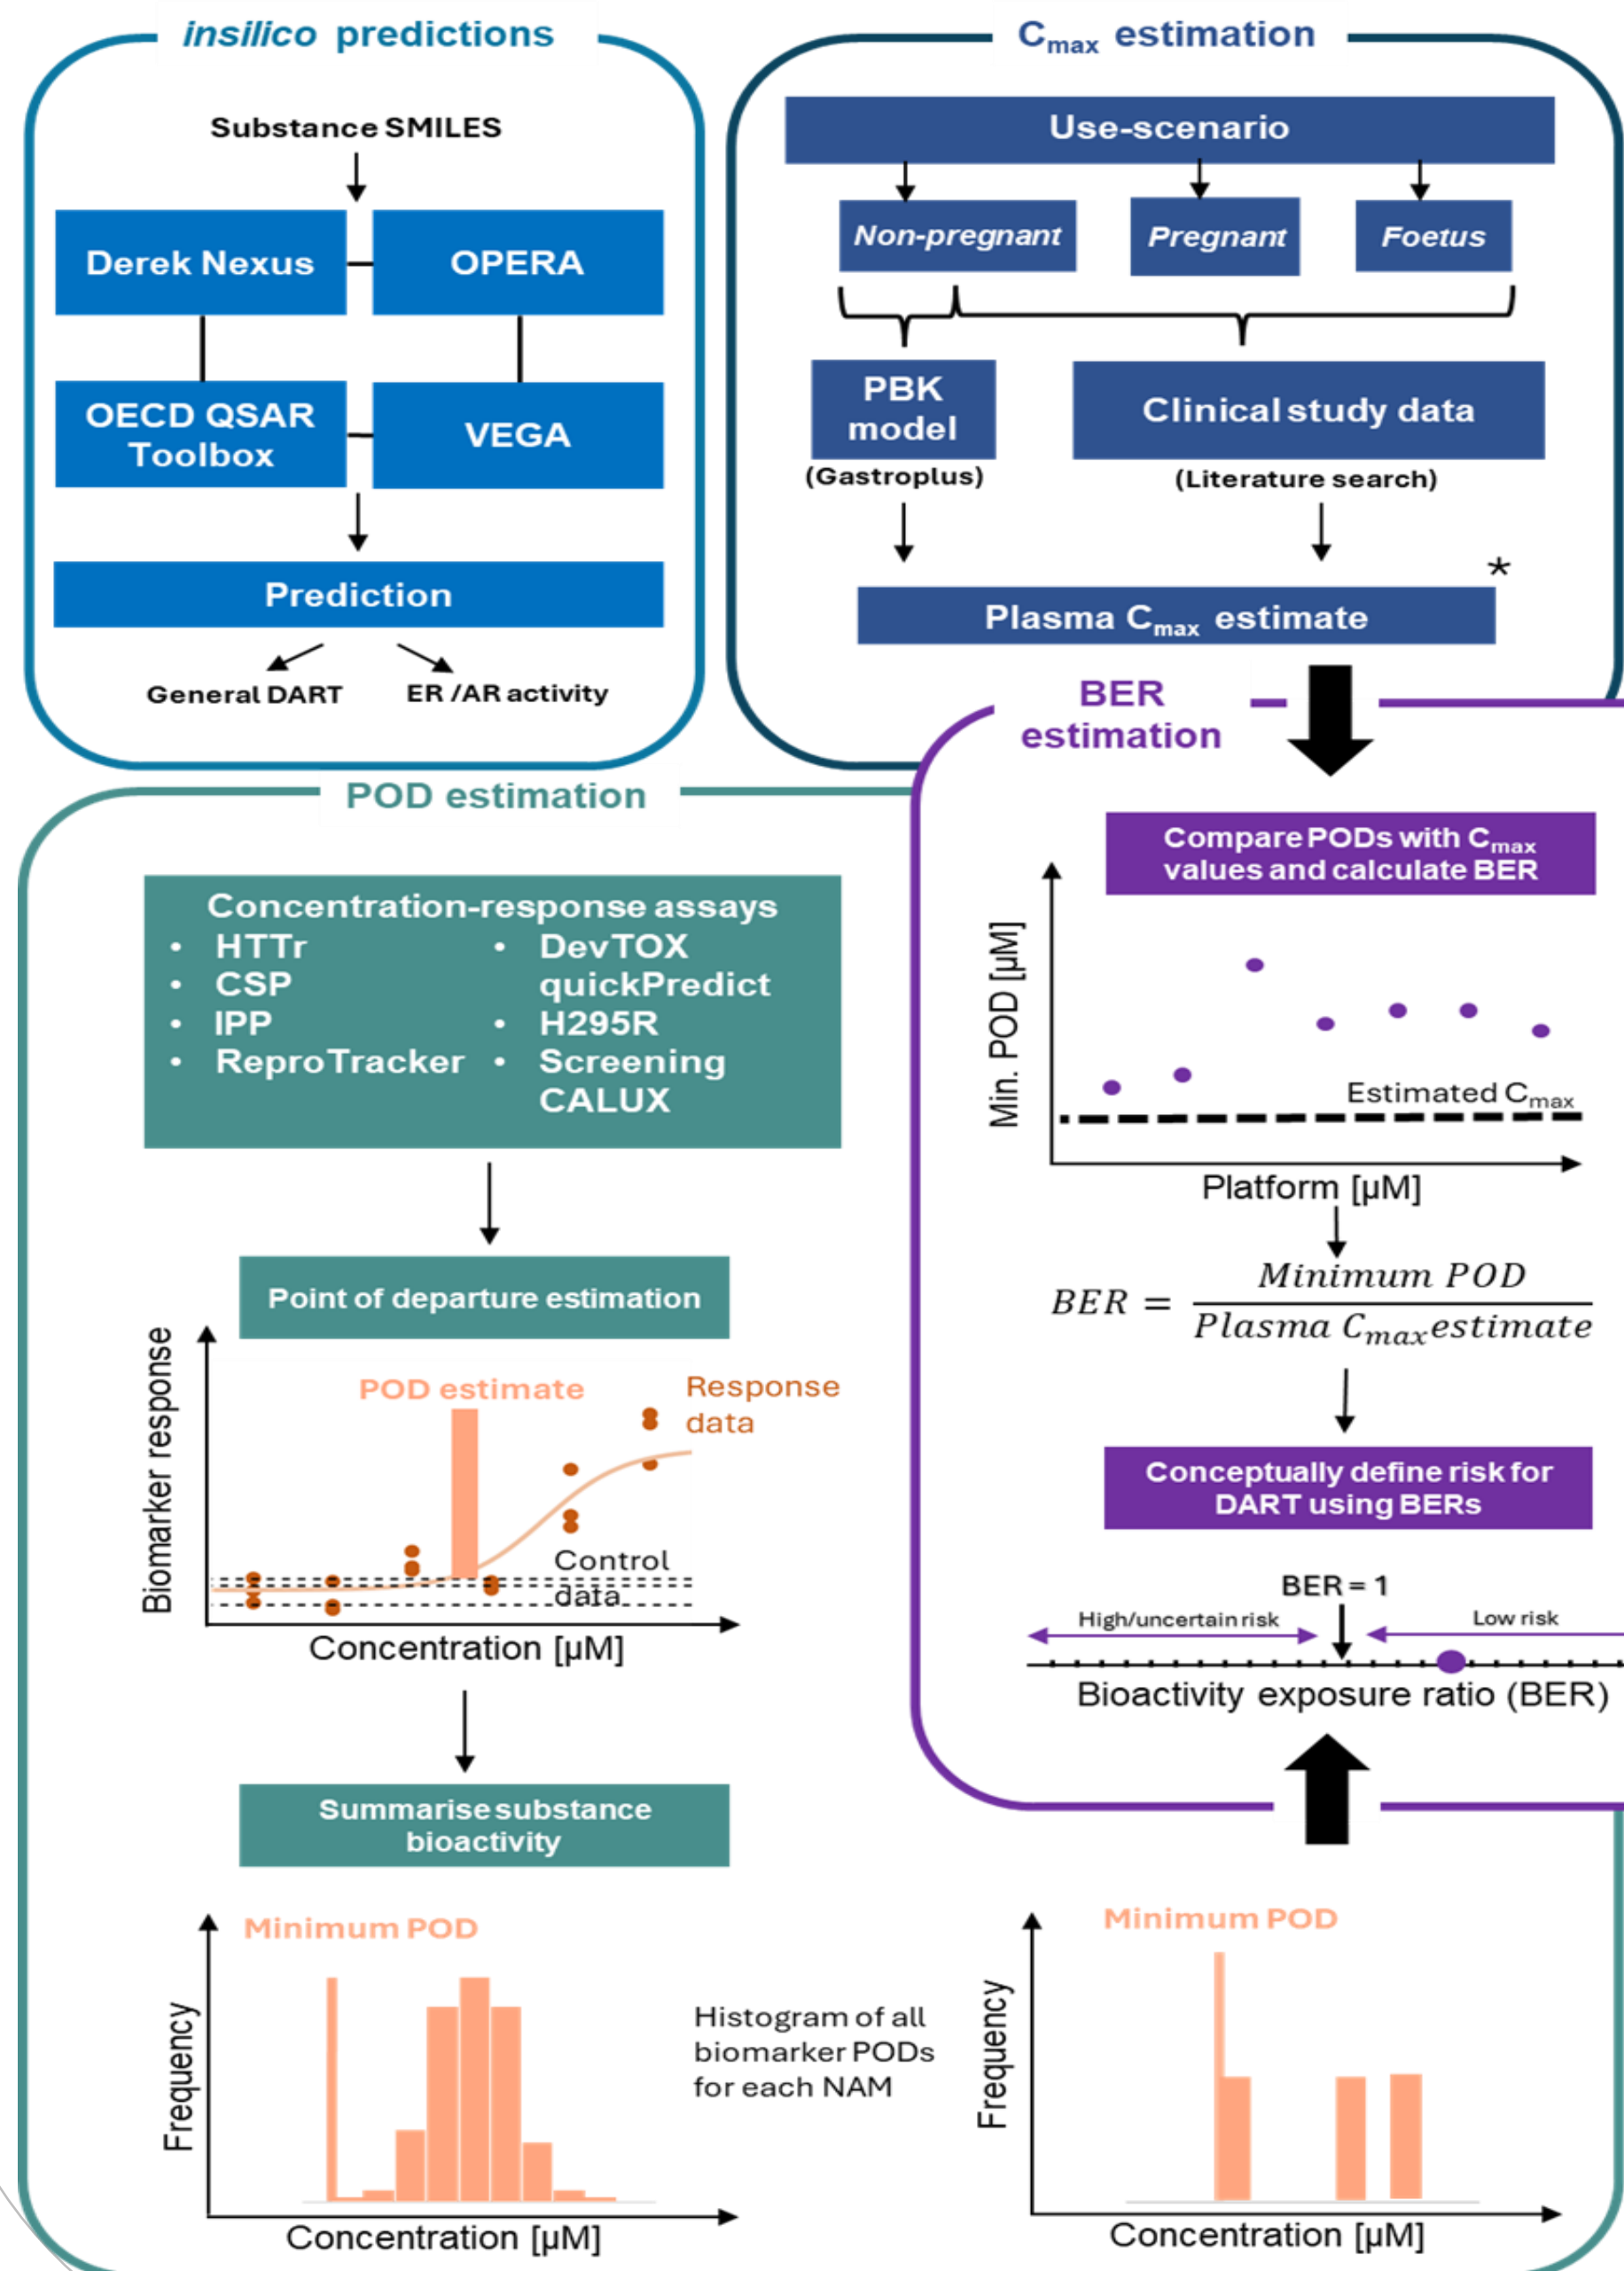 insilico predictions
Substance SMILES
Derek Nexus
OPERA
OECD QSAR
Toolbox
VEGA
Prediction
General DART
ER /AR activity
Cmax estimation
Use-scenario
Non-pregnant
Pregnant
Foetus
PBK
model
(Gastroplus)
Clinical study data
(Literature search)
*
Plasma Cmax estimate
POD estimation
Concentration-response assays
• HTTr
• CSP
• IPP
• ReproTracker
• DevTOX
quickPredict
• H295R
• Screening
CALUX
Point of departure estimation
Biomarker response
POD estimate
Response
data
Control
data
Concentration [µM]
Summarise substance
bioactivity
Minimum POD
Frequency
Concentration [µM]
Histogram of all
biomarker PODs
for each NAM
Minimum POD
Frequency
Concentration [µM]
BER
estimation
Compare PODs with Cmax
values and calculate BER
Min. POD [µM]
Estimated Cmax
Platform [µM]
BER = Minimum POD
Plasma Cmax estimate
Conceptually define risk for
DART using BERs
BER = 1
High/uncertain risk
Low risk
Bioactivity exposure ratio (BER)